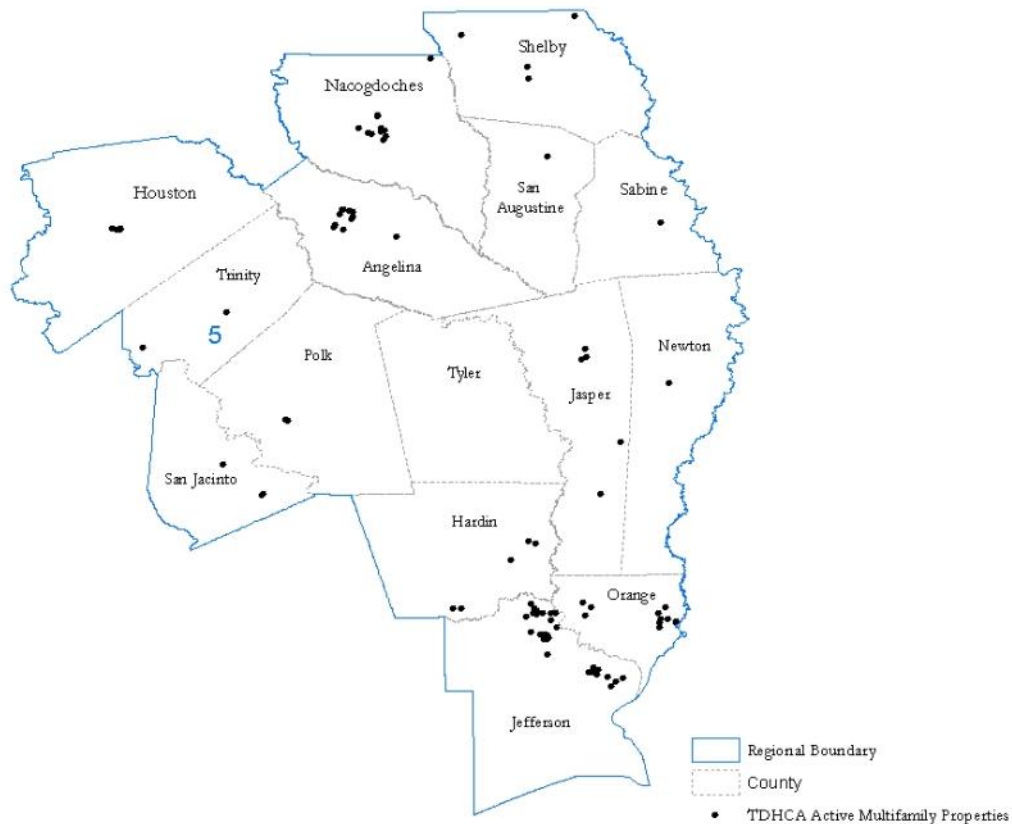 Shelby
Nacogdoches
San
Augustine
Sabine
Houston
Angelina
Trinity
5
Polk
Tyler
Newton
Jasper
San Jacinto
Hardin
Orange
Jefferson
Regional Boundary
County
TDHCA Active Multifamily Properties